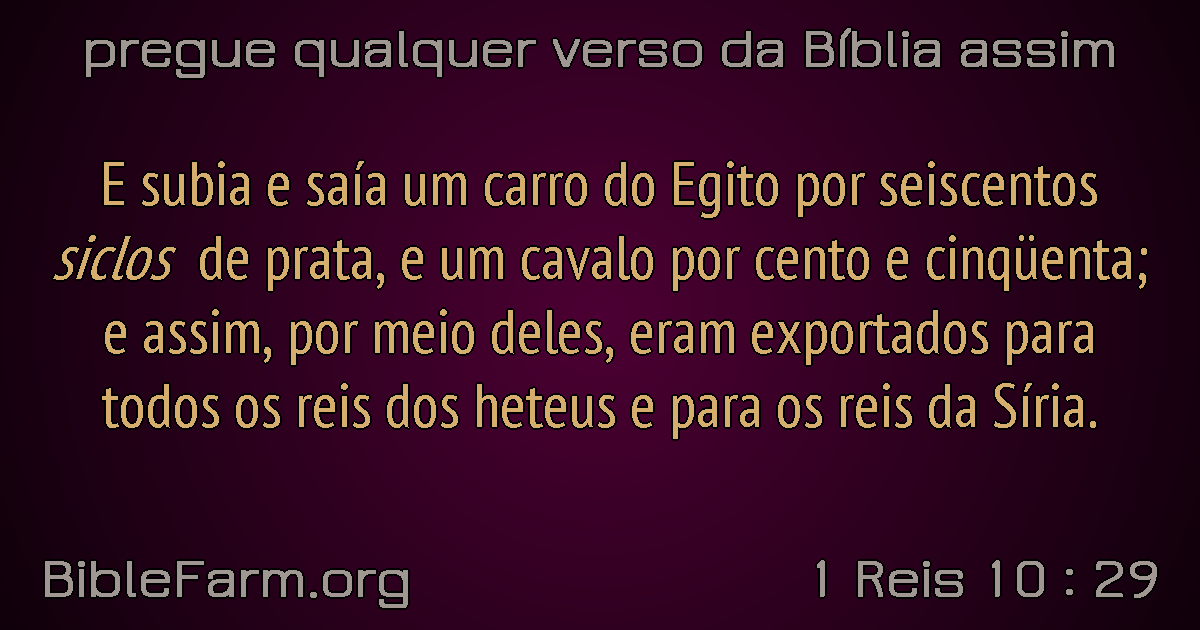 pregue qualquer verso da Bíblia assim
E subia e saía um carro do Egito por seiscentos
siclos de prata, e um cavalo por cento e cinqüenta;
e assim, por meio deles, eram exportados para
todos os reis dos heteus e para os reis da Síria.
BibleFarm.org
1 Reis 10 : 29